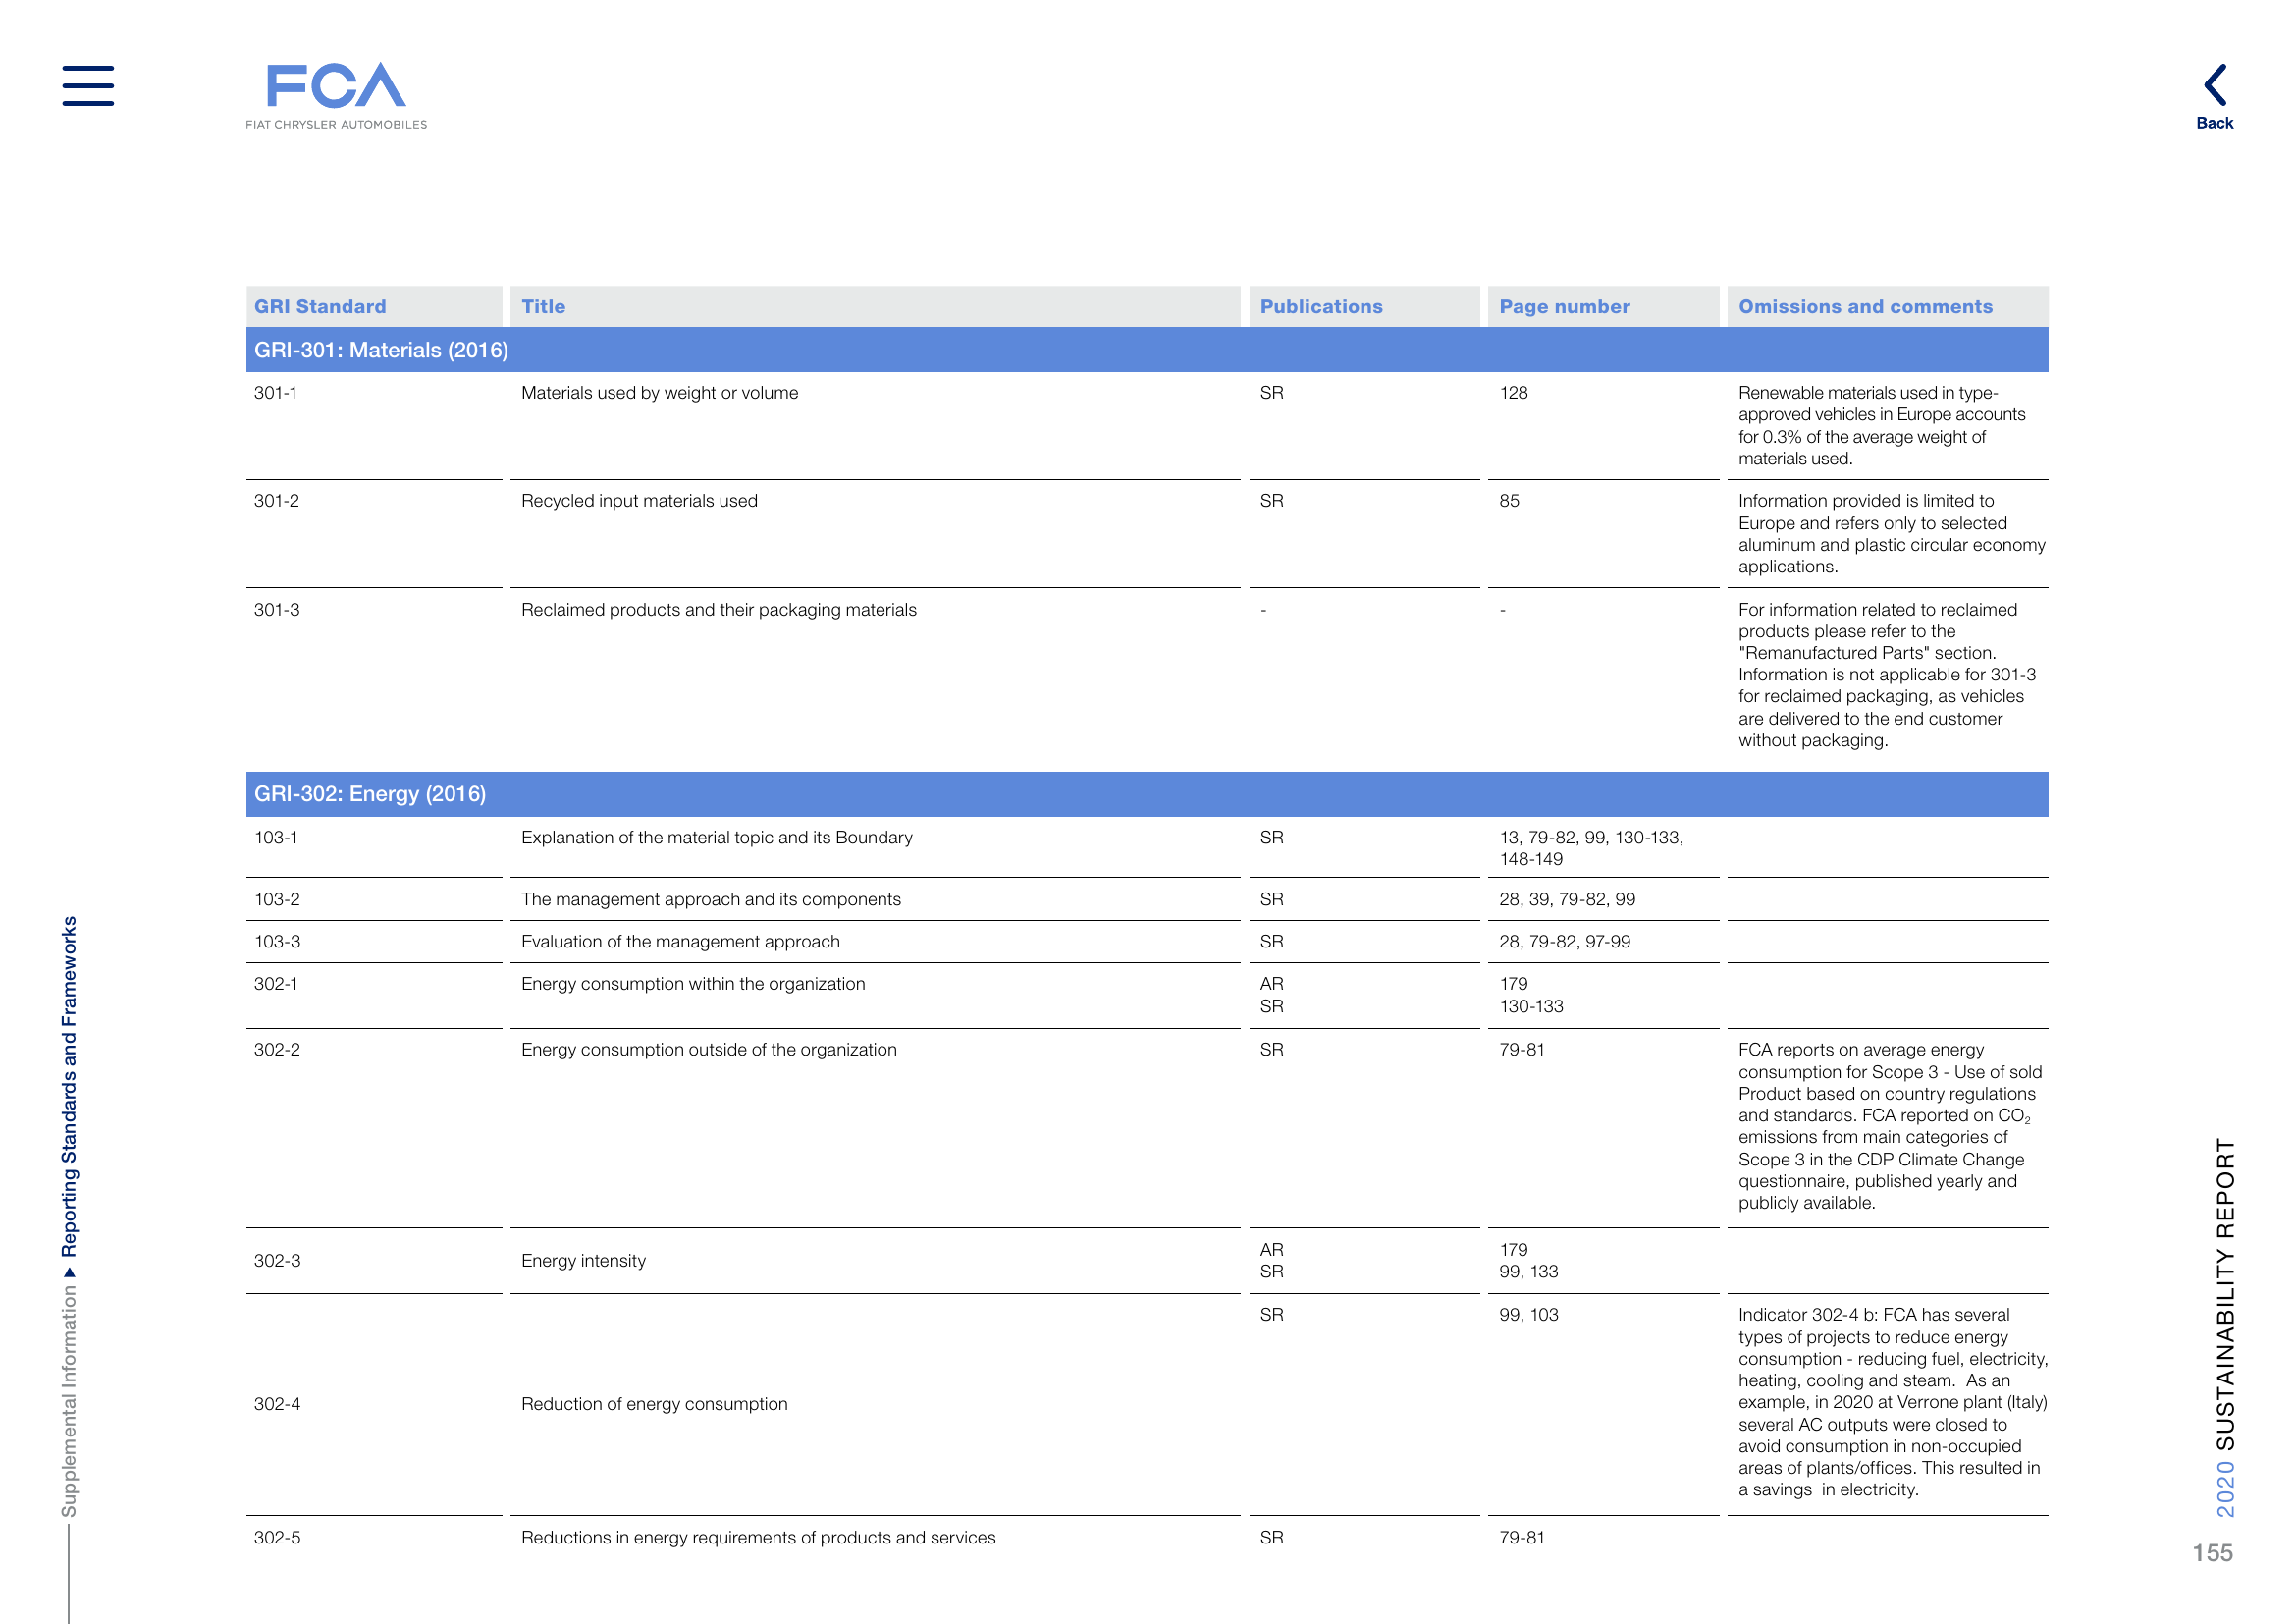 FCA
FIAT CHRYSLER AUTOMOBILES
Back
GRI Standard Title Publications Page number Omissions and comments
GRI-301: Materials (2016)
301-1 Materials used by weight or volume SR 128 Renewable materials used in type-
approved vehicles in Europe accounts
for 0.3% of the average weight of
materials used.
301-2 Recycled input materials used SR 85 Information provided is limited to
Europe and refers only to selected
aluminum and plastic circular economy
applications.
301-3 Reclaimed products and their packaging materials - - For information related to reclaimed
products please refer to the
"Remanufactured Parts" section.
Information is not applicable for 301-3
for reclaimed packaging, as vehicles
are delivered to the end customer
without packaging.
GRI-302: Energy (2016)
103-1 Explanation of the material topic and its Boundary SR 13, 79-82, 99, 130-133,
148-149
103-2 The management approach and its components SR 28, 39, 79-82, 99
103-3 Evaluation of the management approach SR 28, 79-82, 97-99
302-1 Energy consumption within the organization AR 179
SR 130-133
302-2 Energy consumption outside of the organization SR 79-81 FCA reports on average energy
consumption for Scope 3 - Use of sold
Product based on country regulations
and standards. FCA reported on CO₂
emissions from main categories of
Scope 3 in the CDP Climate Change
questionnaire, published yearly and
publicly available.
302-3 Energy intensity AR 179
SR 99, 133
302-4 Reduction of energy consumption SR 99, 103 Indicator 302-4 b: FCA has several
types of projects to reduce energy
consumption - reducing fuel, electricity,
heating, cooling and steam. As an
example, in 2020 at Verrone plant (Italy)
several AC outputs were closed to
avoid consumption in non-occupied
areas of plants/offices. This resulted in
a savings in electricity.
302-5 Reductions in energy requirements of products and services SR 79-81
Supplemental Information ▶ Reporting Standards and Frameworks
2020 SUSTAINABILITY REPORT
155